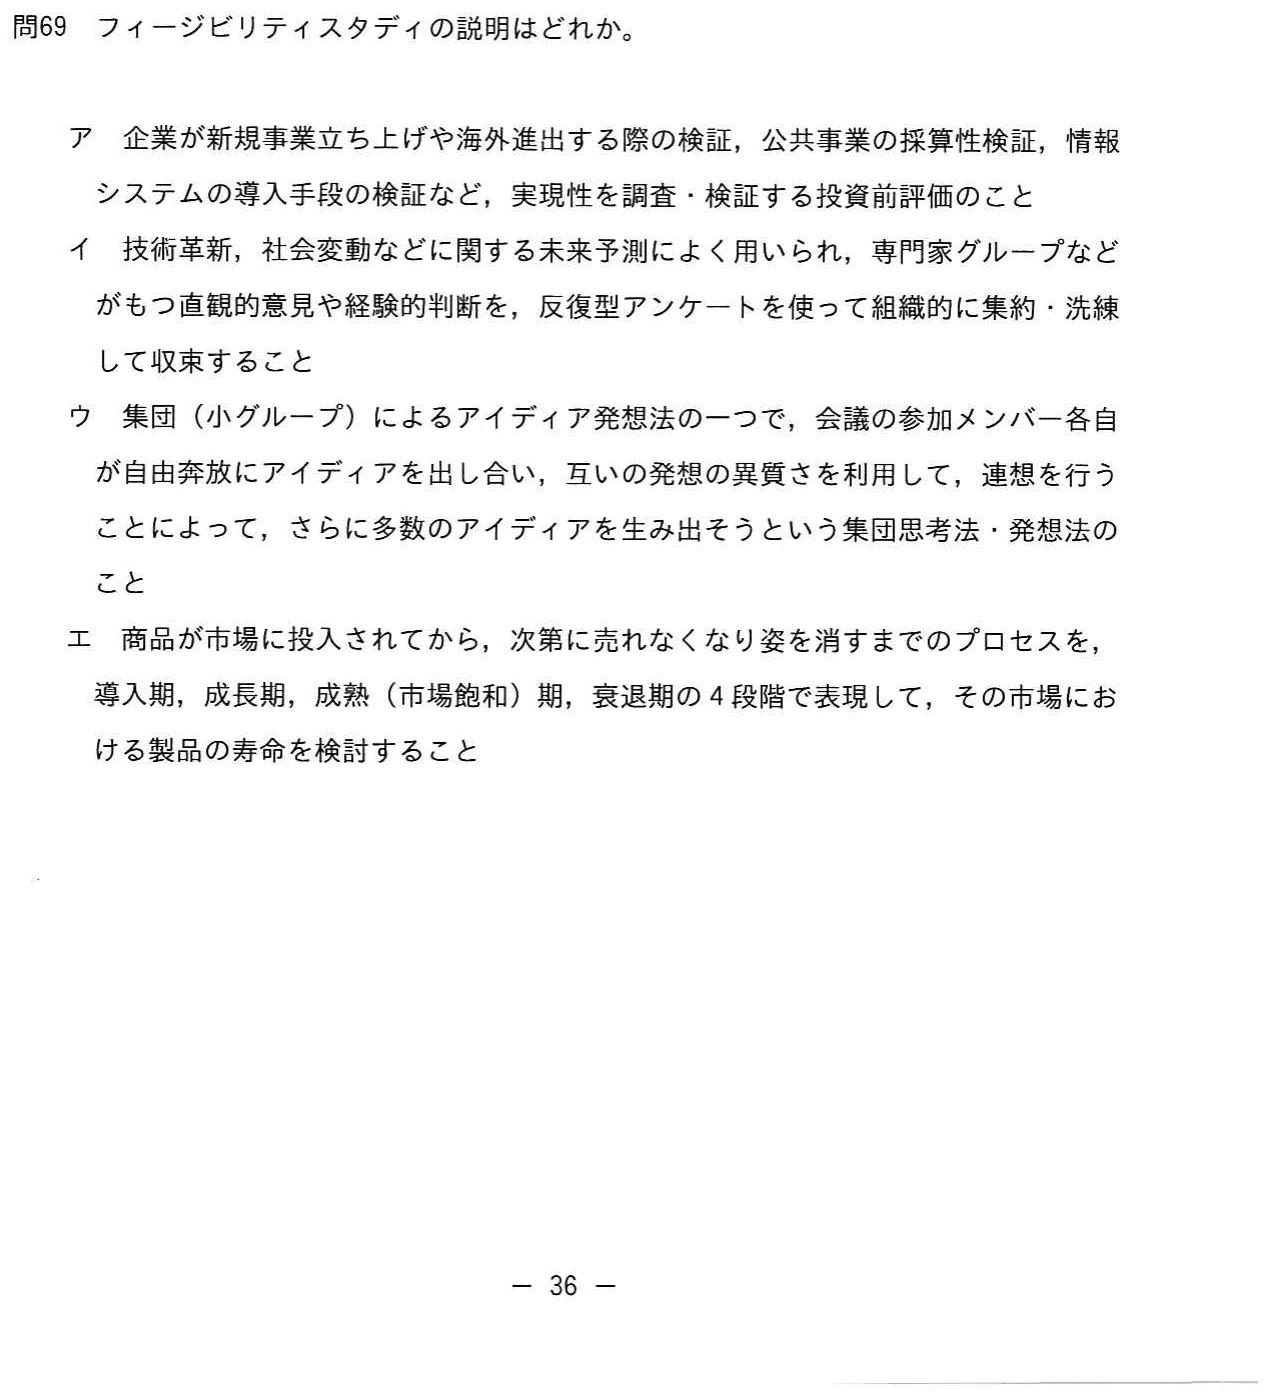 問69　フィージビリティスタディの説明はどれか。
ア　企業が新規事業立ち上げや海外進出する際の検証，公共事業の採算性検証，情報
システムの導入手段の検証など，実現性を調査・検証する投資前評価のこと
イ　技術革新，社会変動などに関する未来予測によく用いられ，専門家グループなど
がもつ直観的意見や経験的判断を，反復型アンケートを使って組織的に集約・洗練
して収束すること
ウ　集団（小グループ）によるアイディア発想法の一つで，会議の参加メンバー各自
が自由奔放にアイディアを出し合い，互いの発想の異質さを利用して，連想を行う
ことによって，さらに多数のアイディアを生み出そうという集団思考法・発想法の
こと
エ　商品が市場に投入されてから，次第に売れなくなり姿を消すまでのプロセスを，
導入期，成長期，成熟（市場飽和）期，衰退期の4段階で表現して，その市場にお
ける製品の寿命を検討すること
－ 36 －